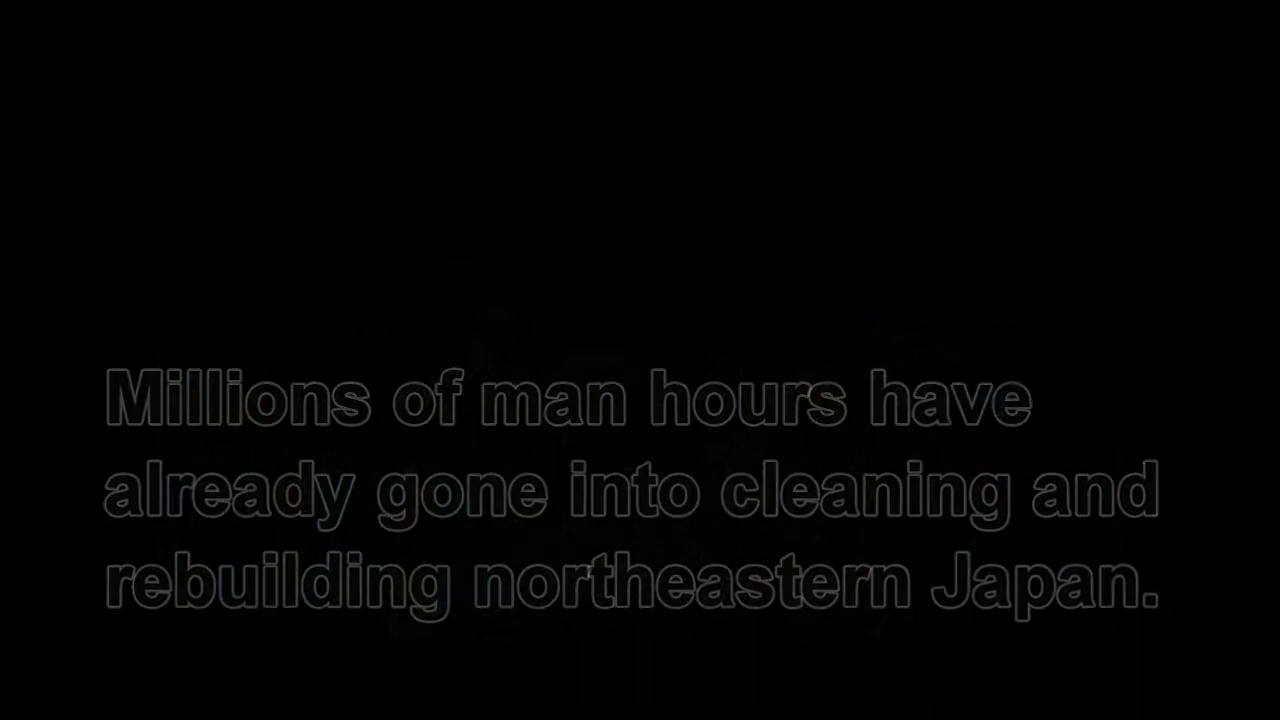 Millions of man hours have
already gone into cleaning and
rebuilding northeastern Japan.